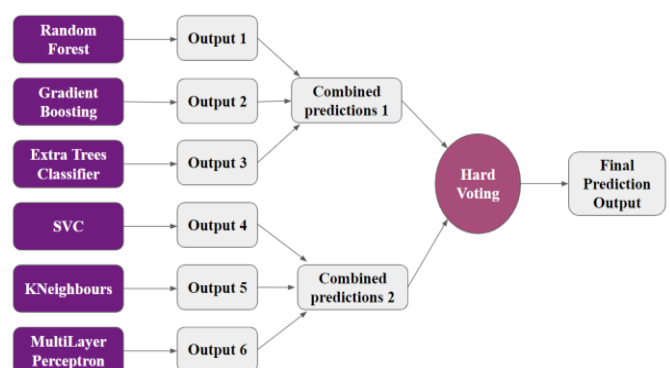 Random
Forest
Output 1
Gradient
Boosting
Output 2
Combined
predictions 1
Extra Trees
Classifier
Output 3
Hard
Voting
Final
Prediction
Output
SVC
Output 4
KNeighbours
Output 5
Combined
predictions 2
MultiLayer
Perceptron
Output 6